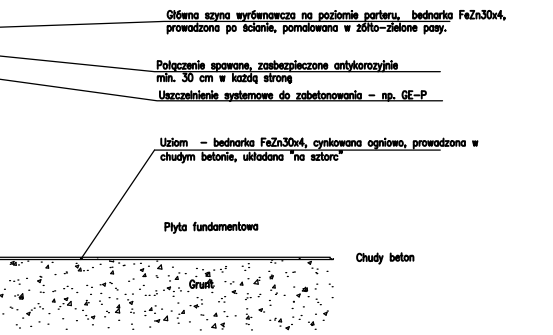 Główna szyna wyrównawcza na poziomie parteru, bednarka FeZn30x4,
prowadzona po ścianie, pomalowana w żółto-zielone pasy.
Połączenie spawane, zasbezpieczone antykorozyjnie
min. 30 cm w każdą stronę
Uszczelnienie systemowe do zabetonowania - np. GE-P
Uziom - bednarka FeZn30x4, cynkowana ogniowo, prowadzona w
chudym betonie, układana "na sztorc"
Płyta fundamentowa
Chudy beton
Grunt